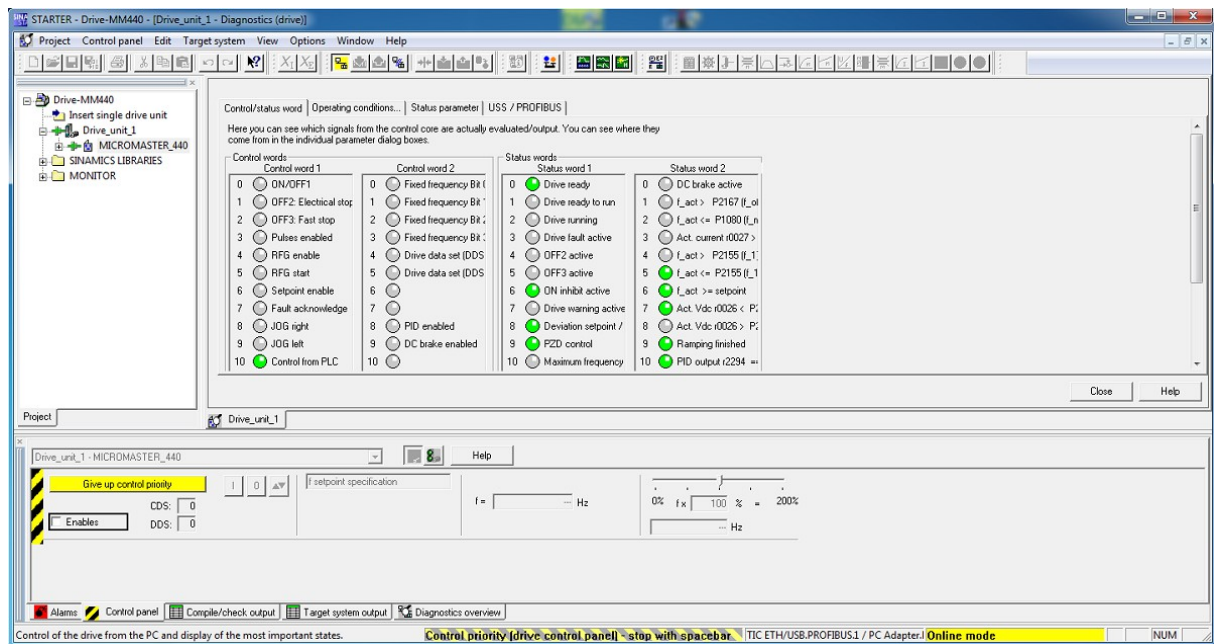 STARTER - Drive-MM440 - [Drive_unit_1 - Diagnostics (drive)]
Project Control panel Edit Target system View Options Window Help
Drive-MM440
Insert single drive unit
Drive_unit_1
MICROMASTER_440
SINAMICS LIBRARIES
MONITOR
Project
Control/status word Operating conditions... Status parameter USS / PROFIBUS
Here you can see which signals from the control core are actually evaluated/output. You can see where they
come from in the individual parameter dialog boxes.
Control words
Control word 1
0 ON/OFF1
1 OFF2: Electrical stop
2 OFF3: Fast stop
3 Pulses enabled
4 RFG enable
5 RFG start
6 Setpoint enable
7 Fault acknowledge
8 JOG right
9 JOG left
10 Control from PLC
Control word 2
0 Fixed frequency Bit
1 Fixed frequency Bit
2 Fixed frequency Bit
3 Fixed frequency Bit
4 Drive data set (DDS
5 Drive data set (DDS
6
7
8 PID enabled
9 DC brake enabled
10
Status words
Status word 1
0 Drive ready
1 Drive ready to run
2 Drive running
3 Drive fault active
4 OFF2 active
5 OFF3 active
6 ON inhibit active
7 Drive warning active
8 Deviation setpoint /
9 PZD control
10 Maximum frequency
Status word 2
0 DC brake active
1 f_act > P2167 (f_of
2 f_act <= P1080 (f_n
3 Act. current r0027 >
4 f_act > P2155 (f_1
5 f_act <= P2155 (f_1
6 f_act >= setpoint
7 Act. Vdc r0026 < P
8 Act. Vdc r0026 > P
9 Ramping finished
10 PID output r2294 =
Close Help
Drive_unit_1
Drive_unit_1 - MICROMASTER_440
Help
Give up control priority
I 0
f setpoint specification
CDS: 0
Enables
DDS: 0
f = --- Hz
0% f x 100 % = 200%
--- Hz
Alarms Control panel Compile/check output Target system output Diagnostics overview
Control of the drive from the PC and display of the most important states.
Control priority [drive control panel] - stop with spacebar.
TIC ETH/USB.PROFIBUS.1 / PC Adapter.
Online mode
NUM